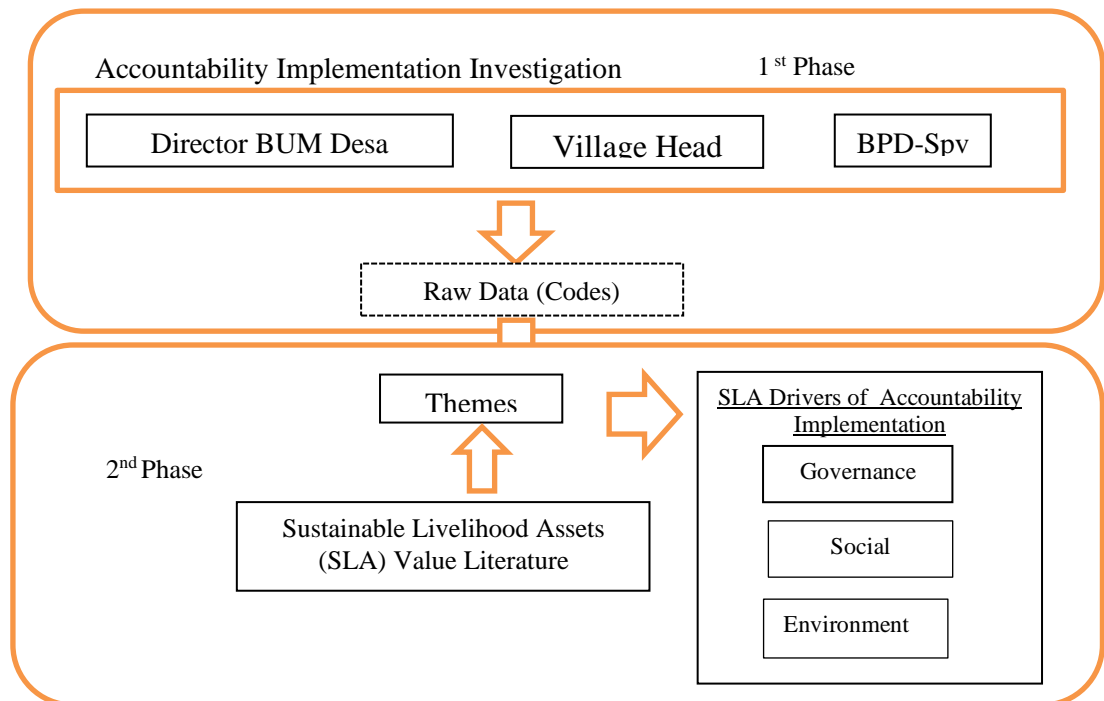 Accountability Implementation Investigation
1 st Phase
Director BUM Desa
Village Head
BPD-Spv
Raw Data (Codes)
Themes
SLA Drivers of Accountability
Implementation
Governance
2nd Phase
Sustainable Livelihood Assets
(SLA) Value Literature
Social
Environment